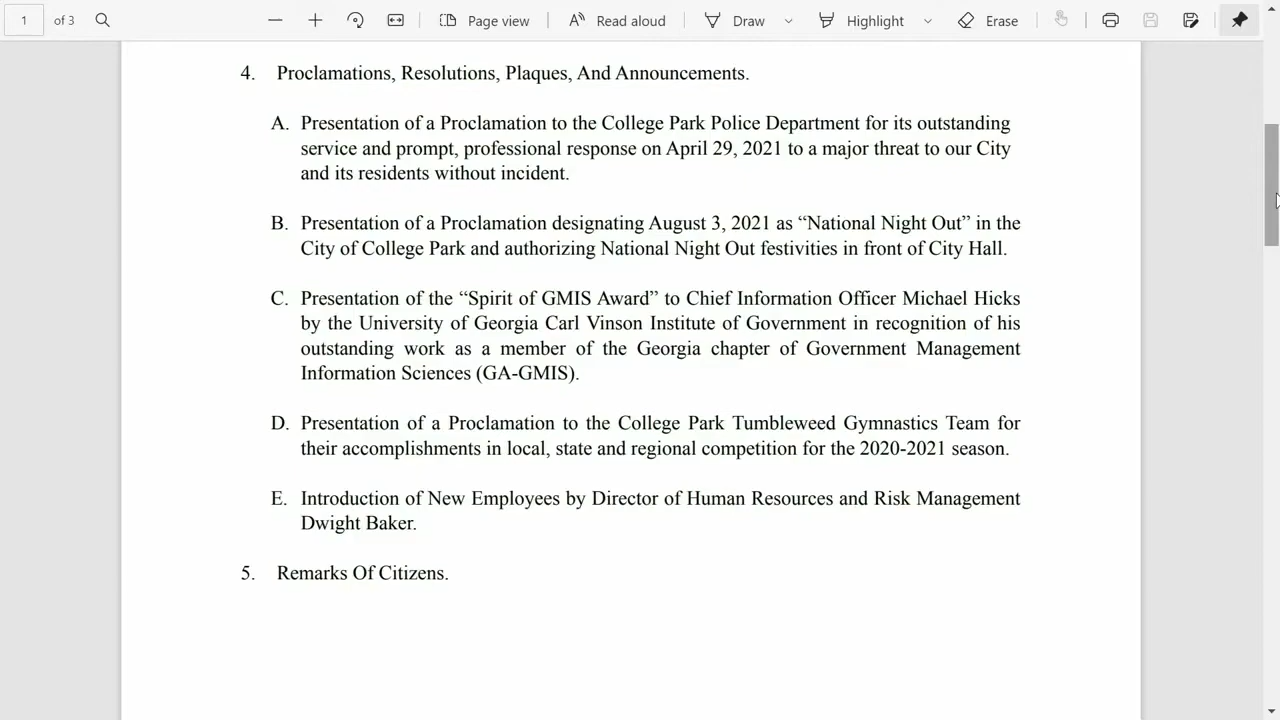 1 of 3 Page view Read aloud Draw Highlight Erase
4. Proclamations, Resolutions, Plaques, And Announcements.
A. Presentation of a Proclamation to the College Park Police Department for its outstanding
service and prompt, professional response on April 29, 2021 to a major threat to our City
and its residents without incident.
B. Presentation of a Proclamation designating August 3, 2021 as “National Night Out” in the
City of College Park and authorizing National Night Out festivities in front of City Hall.
C. Presentation of the “Spirit of GMIS Award” to Chief Information Officer Michael Hicks
by the University of Georgia Carl Vinson Institute of Government in recognition of his
outstanding work as a member of the Georgia chapter of Government Management
Information Sciences (GA-GMIS).
D. Presentation of a Proclamation to the College Park Tumbleweed Gymnastics Team for
their accomplishments in local, state and regional competition for the 2020-2021 season.
E. Introduction of New Employees by Director of Human Resources and Risk Management
Dwight Baker.
5. Remarks Of Citizens.